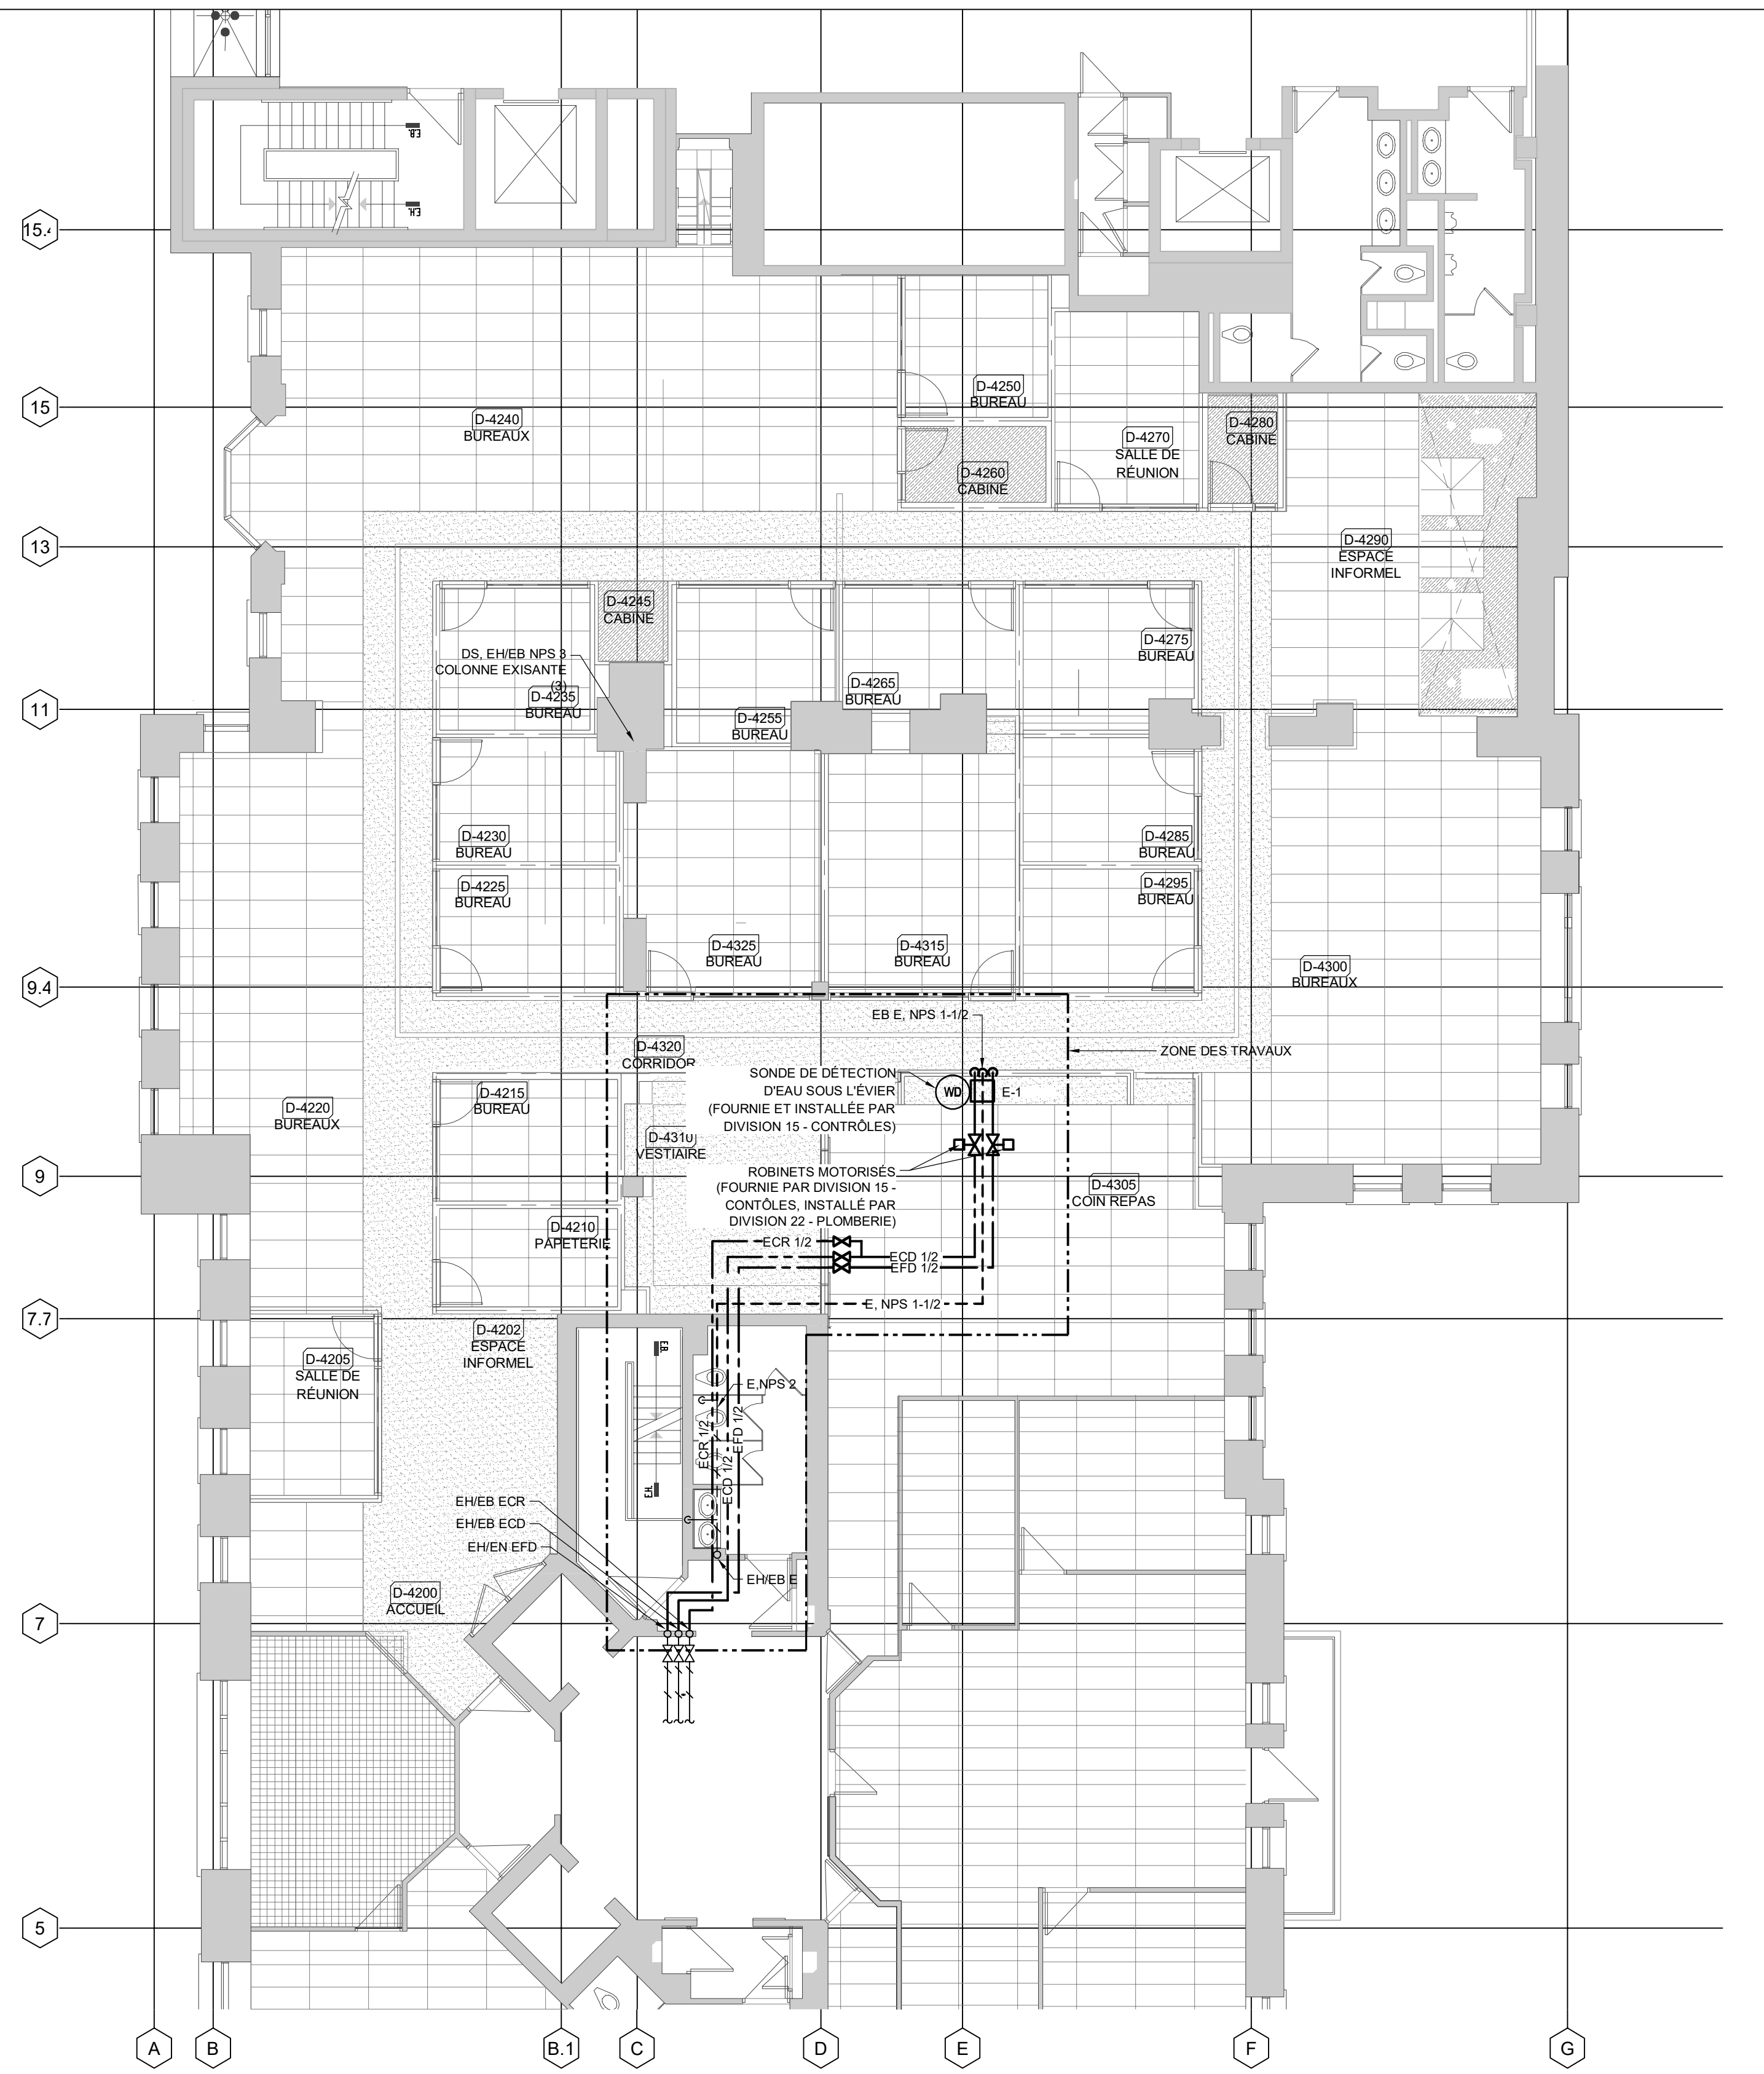 E.B.
E.H.
15.4
15
13
11
9.4
9
7.7
7
5
D-4250
BUREAU
D-4240
BUREAUX
D-4280
CABINE
D-4270
SALLE DE
RÉUNION
D-4260
CABINE
D-4290
ESPACE
INFORMEL
D-4245
CABINE
D-4275
BUREAU
DS, EH/EB NPS 3
COLONNE EXISANTE
(3)
D-4235
BUREAU
D-4265
BUREAU
D-4255
BUREAU
D-4230
BUREAU
D-4285
BUREAU
D-4225
BUREAU
D-4295
BUREAU
D-4325
BUREAU
D-4315
BUREAU
D-4300
BUREAUX
EB E, NPS 1-1/2
D-4320
CORRIDOR
ZONE DES TRAVAUX
SONDE DE DÉTECTION
D'EAU SOUS L'ÉVIER
(FOURNIE ET INSTALLÉE PAR
DIVISION 15 - CONTRÔLES)
WD
E-1
D-4215
BUREAU
D-4220
BUREAUX
D-4310
VESTIAIRE
ROBINETS MOTORISÉS
(FOURNIE PAR DIVISION 15 -
CONTÔLES, INSTALLÉ PAR
DIVISION 22 - PLOMBERIE)
D-4305
COIN REPAS
D-4210
PAPETERIE
ECR 1/2
ECD 1/2
EFD 1/2
E, NPS 1-1/2
D-4202
ESPACE
INFORMEL
D-4205
SALLE DE
RÉUNION
E.B.
E,NPS 2
ECR 1/2
ECD 1/2
EFD 1/2
E.H.
EH/EB ECR
EH/EB ECD
EH/EN EFD
EH/EB E
D-4200
ACCUEIL
A
B
B.1
C
D
E
F
G